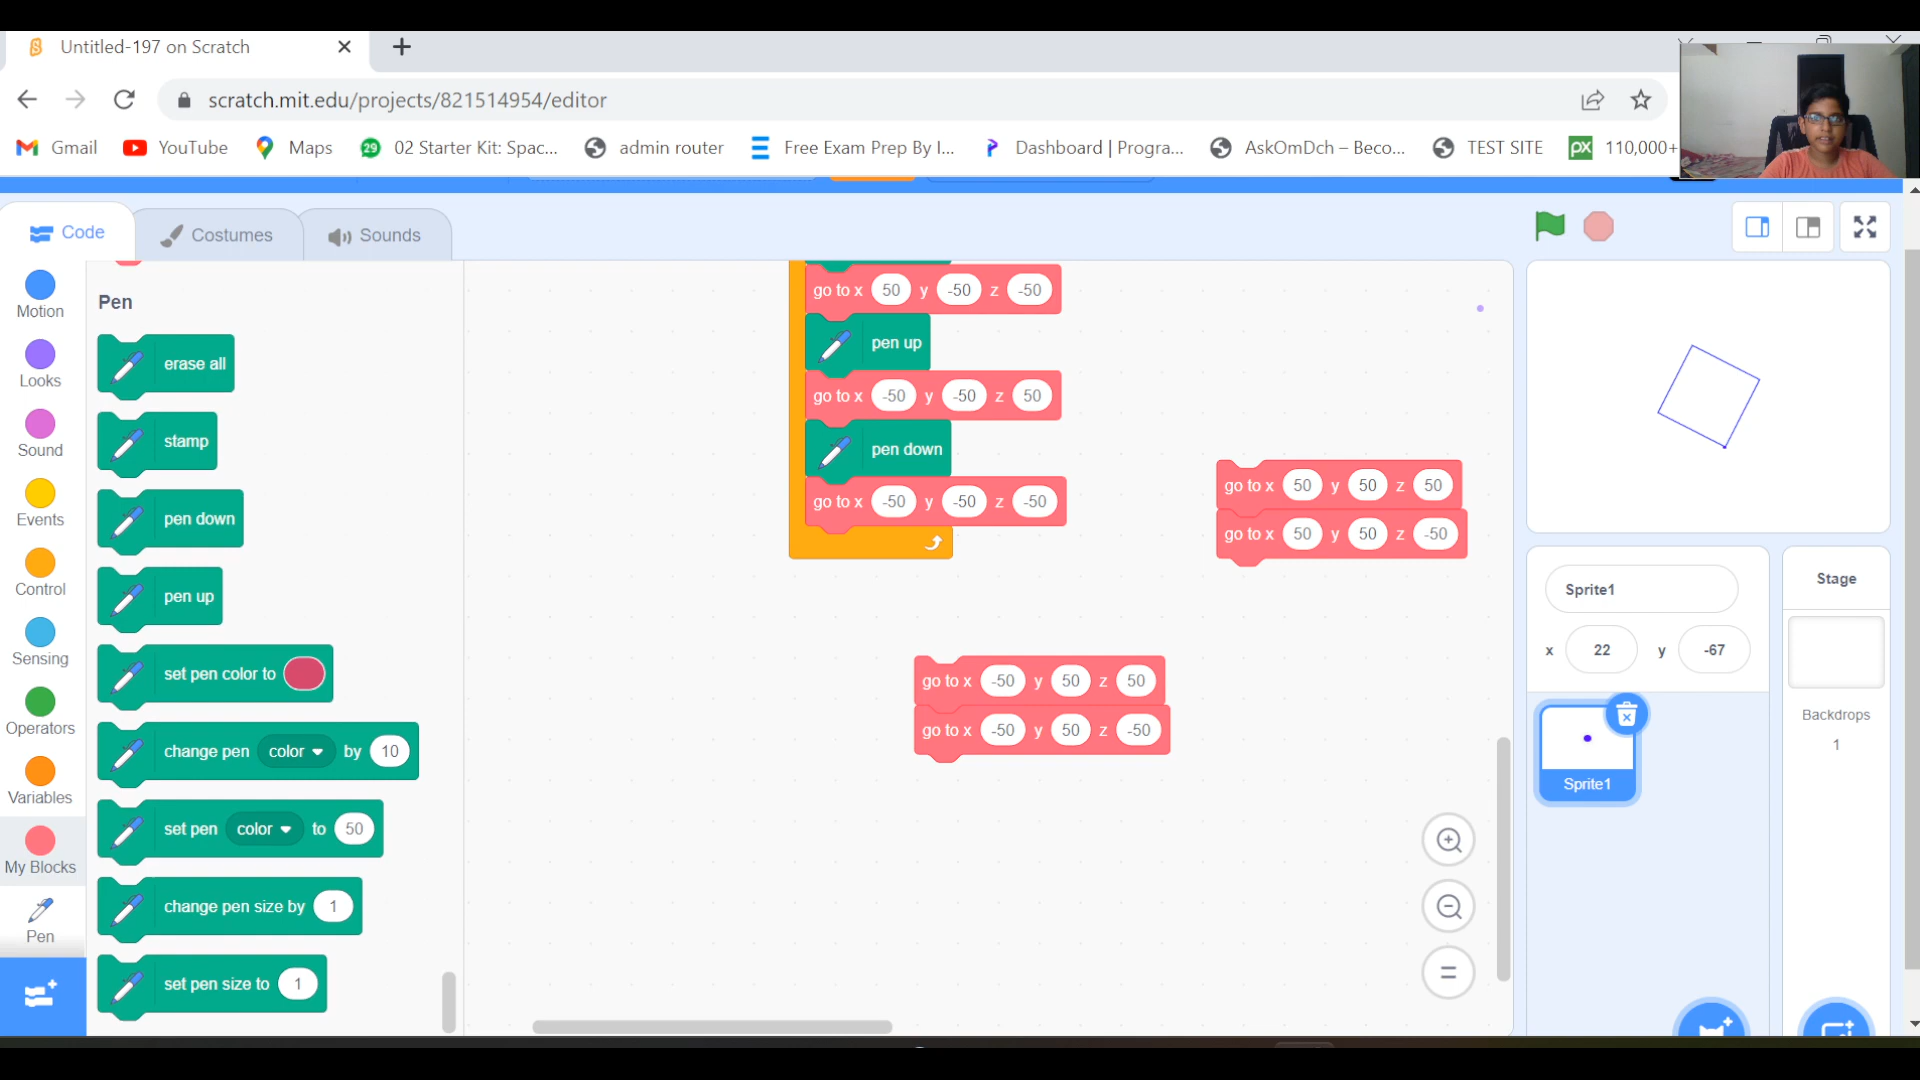 Untitled-197 on Scratch
scratch.mit.edu/projects/821514954/editor
Gmail
YouTube
Maps
29
02 Starter Kit: Spac...
admin router
Free Exam Prep By I...
Dashboard | Progra...
AskOmDch – Beco...
TEST SITE
px
110,000+
Code
Costumes
Sounds
Motion
Looks
Sound
Events
Control
Sensing
Operators
Variables
My Blocks
Pen
Pen
erase all
stamp
pen down
pen up
set pen color to
change pen color by 10
set pen color to 50
change pen size by 1
set pen size to 1
go to x 50 y -50 z -50
pen up
go to x -50 y -50 z 50
pen down
go to x -50 y -50 z -50
go to x 50 y 50 z 50
go to x 50 y 50 z -50
go to x -50 y 50 z 50
go to x -50 y 50 z -50
Sprite1
x 22 y -67
Sprite1
Stage
Backdrops
1